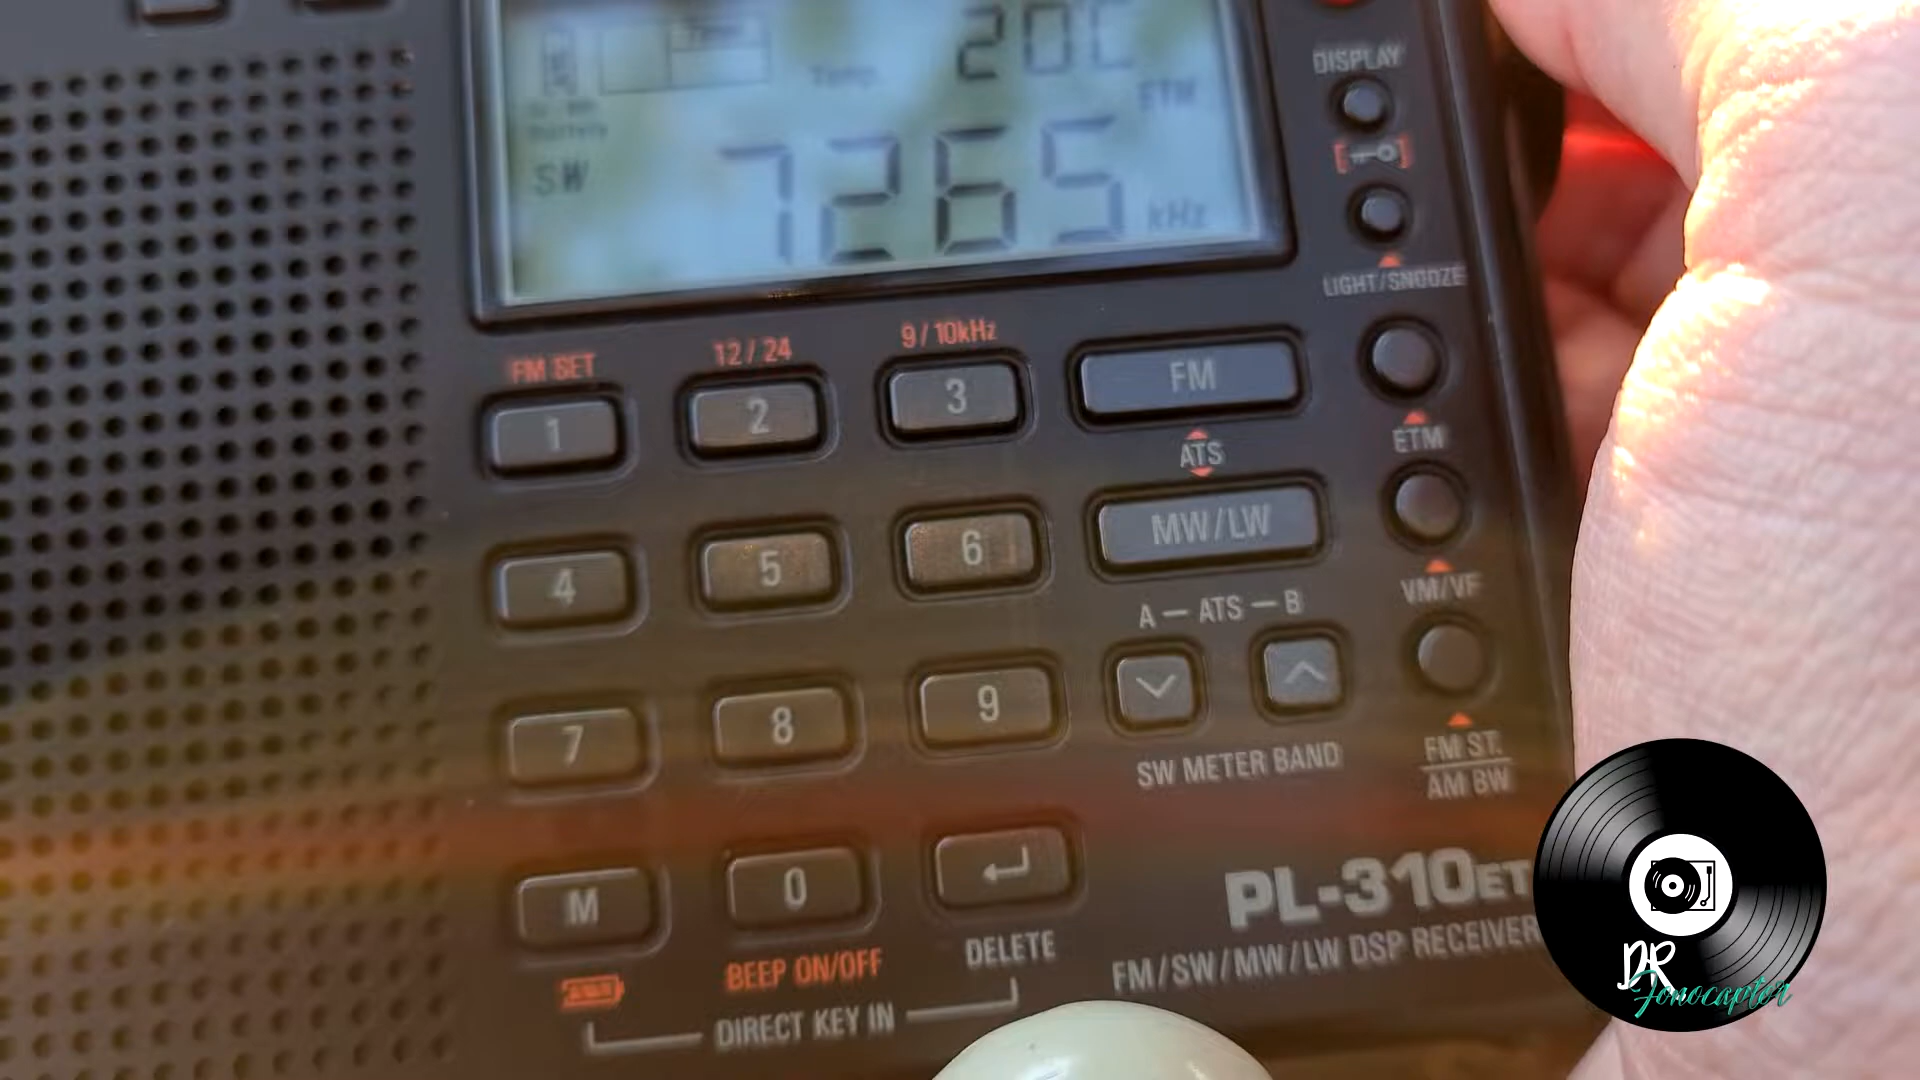 20C
ETM
SW
7265
kHz
DISPLAY
LIGHT/SNOOZE
FM SET
12/24
9/10kHz
1
2
3
FM
ATS
ETM
4
5
6
MW/LW
VM/VF
A — ATS — B
7
8
9
SW METER BAND
FM ST.
AM BW
M
0
DELETE
BEEP ON/OFF
DIRECT KEY IN
PL-310ET
FM/SW/MW/LW DSP RECEIVER
DR
Fonocaptor